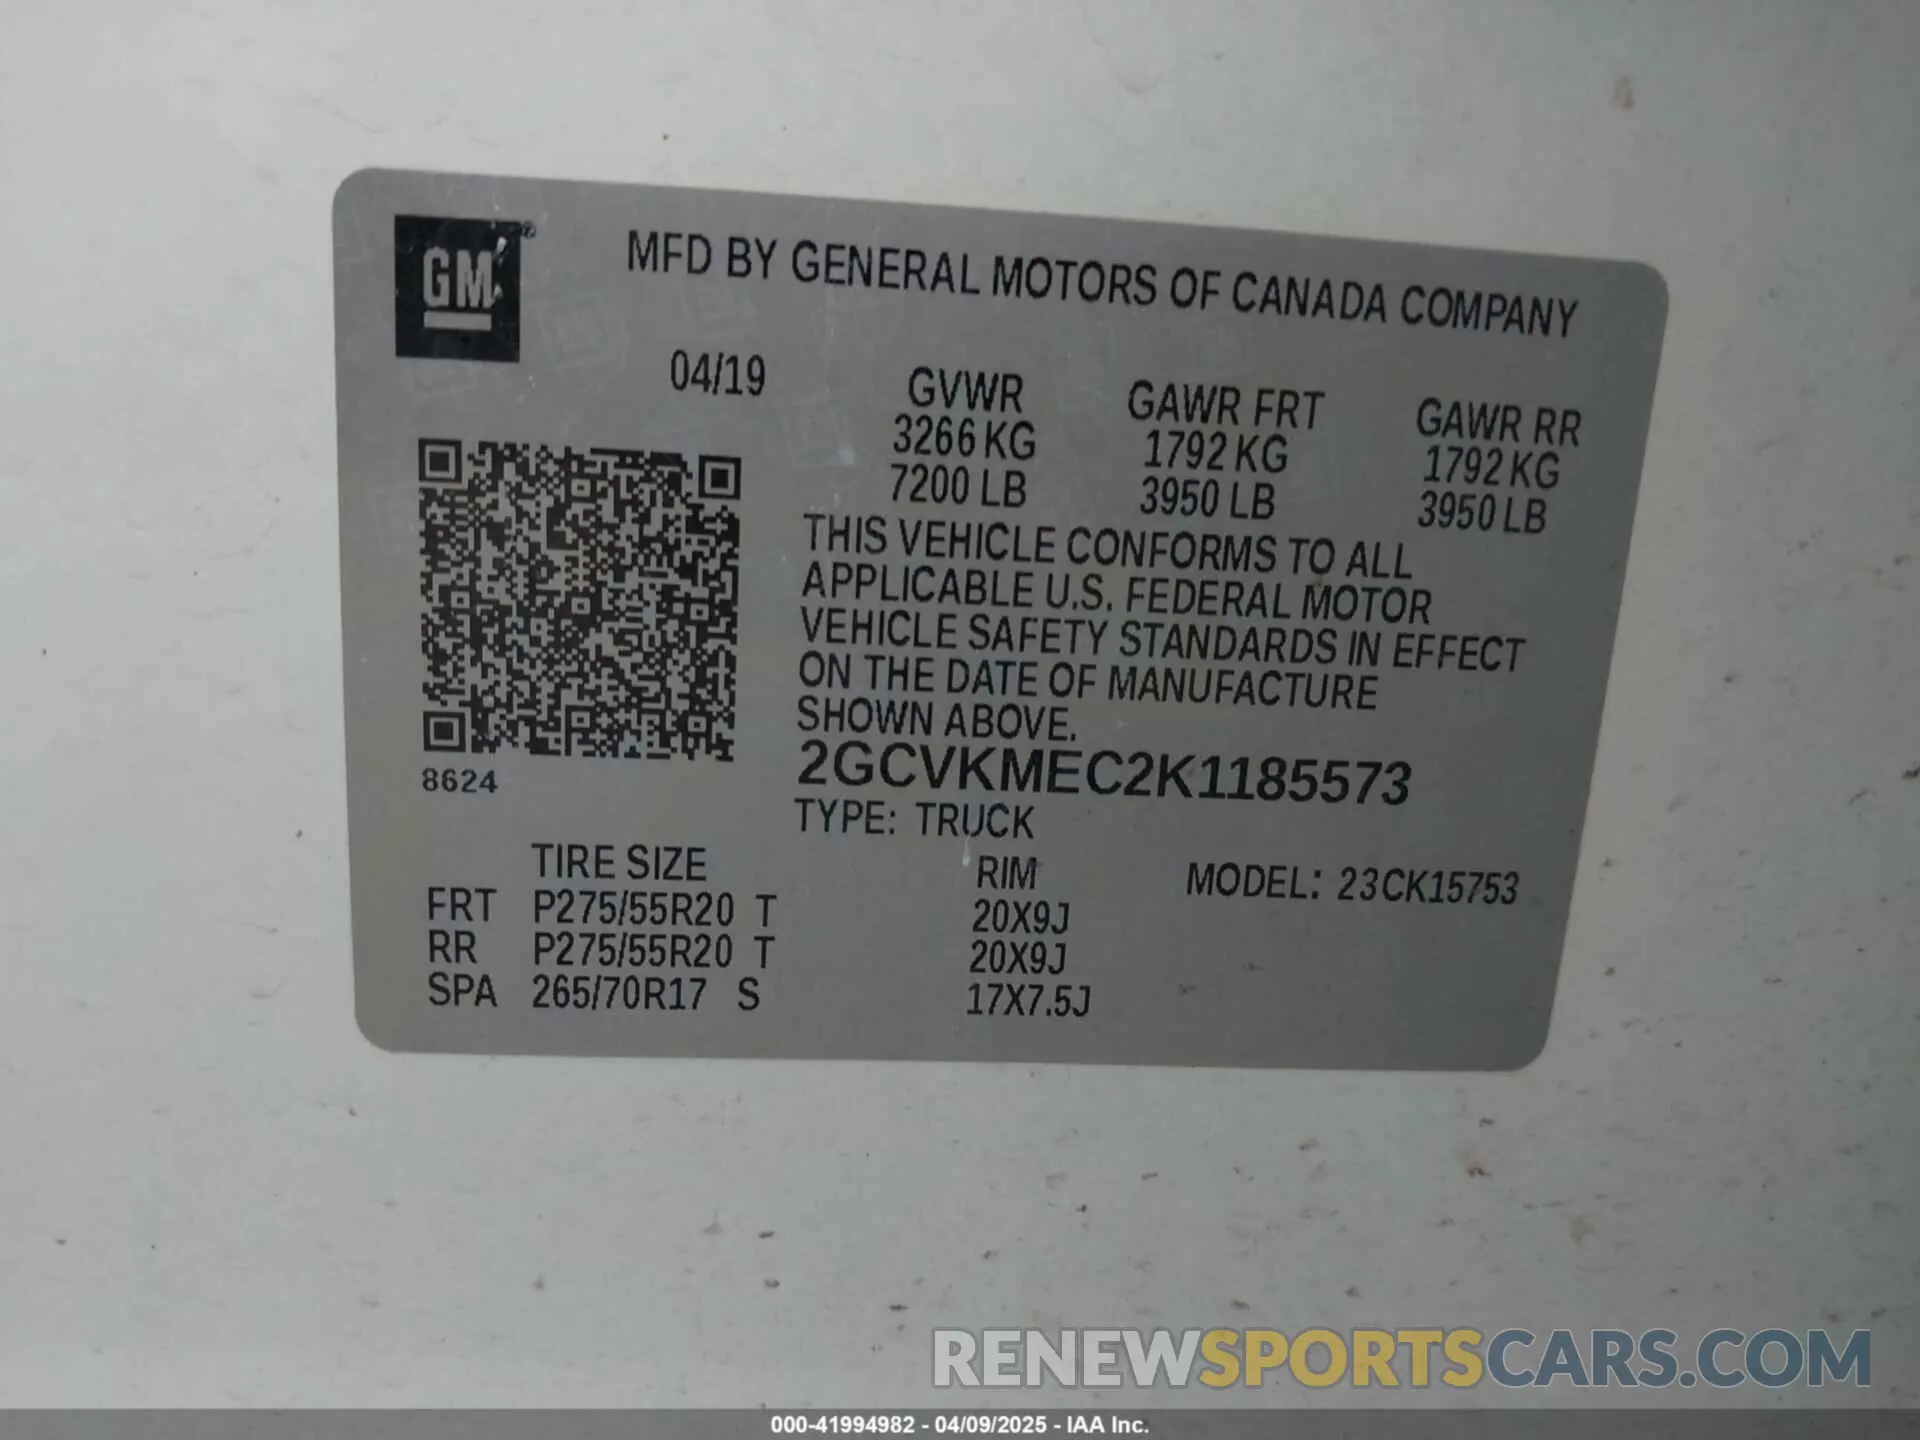 GM®
MFD BY GENERAL MOTORS OF CANADA COMPANY
04/19
GVWR GAWR FRT GAWR RR
3266 KG 1792 KG 1792 KG
7200 LB 3950 LB 3950 LB
THIS VEHICLE CONFORMS TO ALL
APPLICABLE U.S. FEDERAL MOTOR
VEHICLE SAFETY STANDARDS IN EFFECT
ON THE DATE OF MANUFACTURE
SHOWN ABOVE.
8624
2GCVKMEC2K1185573
TYPE: TRUCK
TIRE SIZE RIM MODEL: 23CK15753
FRT P275/55R20 T 20X9J
RR P275/55R20 T 20X9J
SPA 265/70R17 S 17X7.5J
RENEWSPORTSCARS.COM
000-41994982 - 04/09/2025 - IAA Inc.